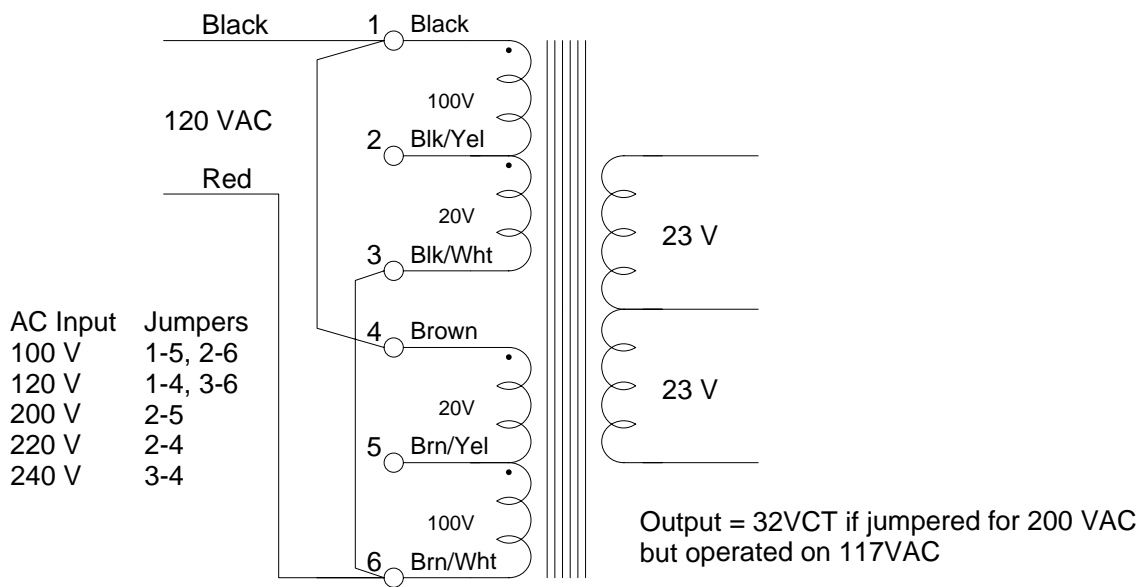 Black
1
Black
100V
120 VAC
2
Blk/Yel
Red
20V
23 V
3
Blk/Wht
AC Input Jumpers
100 V 1-5, 2-6
120 V 1-4, 3-6
200 V 2-5
220 V 2-4
240 V 3-4
4
Brown
20V
23 V
5
Brn/Yel
100V
6
Brn/Wht
Output = 32VCT if jumpered for 200 VAC
but operated on 117VAC